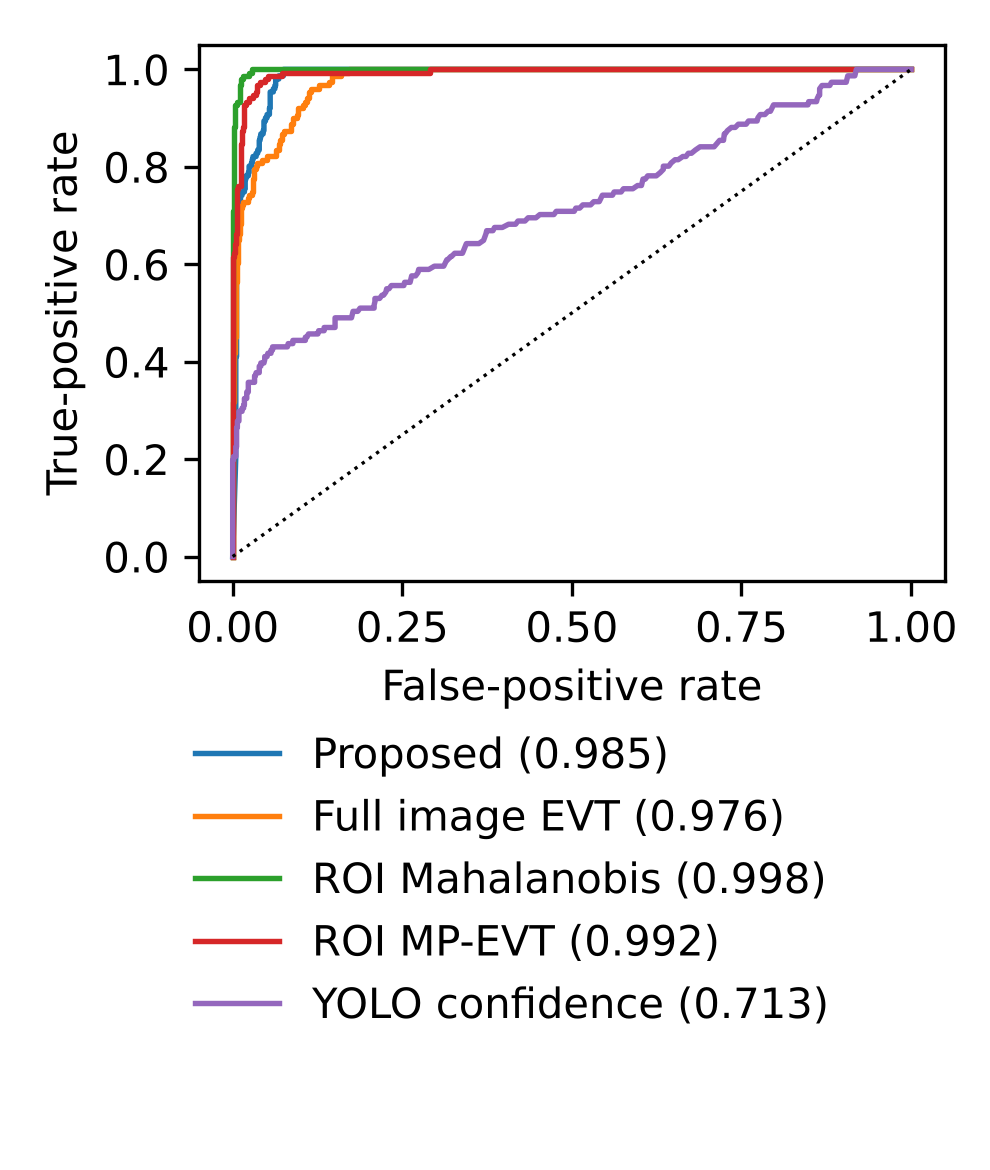 1.0
0.8
0.6
0.4
0.2
0.0
True-positive rate
0.00 0.25 0.50 0.75 1.00
False-positive rate
Proposed (0.985)
Full image EVT (0.976)
ROI Mahalanobis (0.998)
ROI MP-EVT (0.992)
YOLO confidence (0.713)